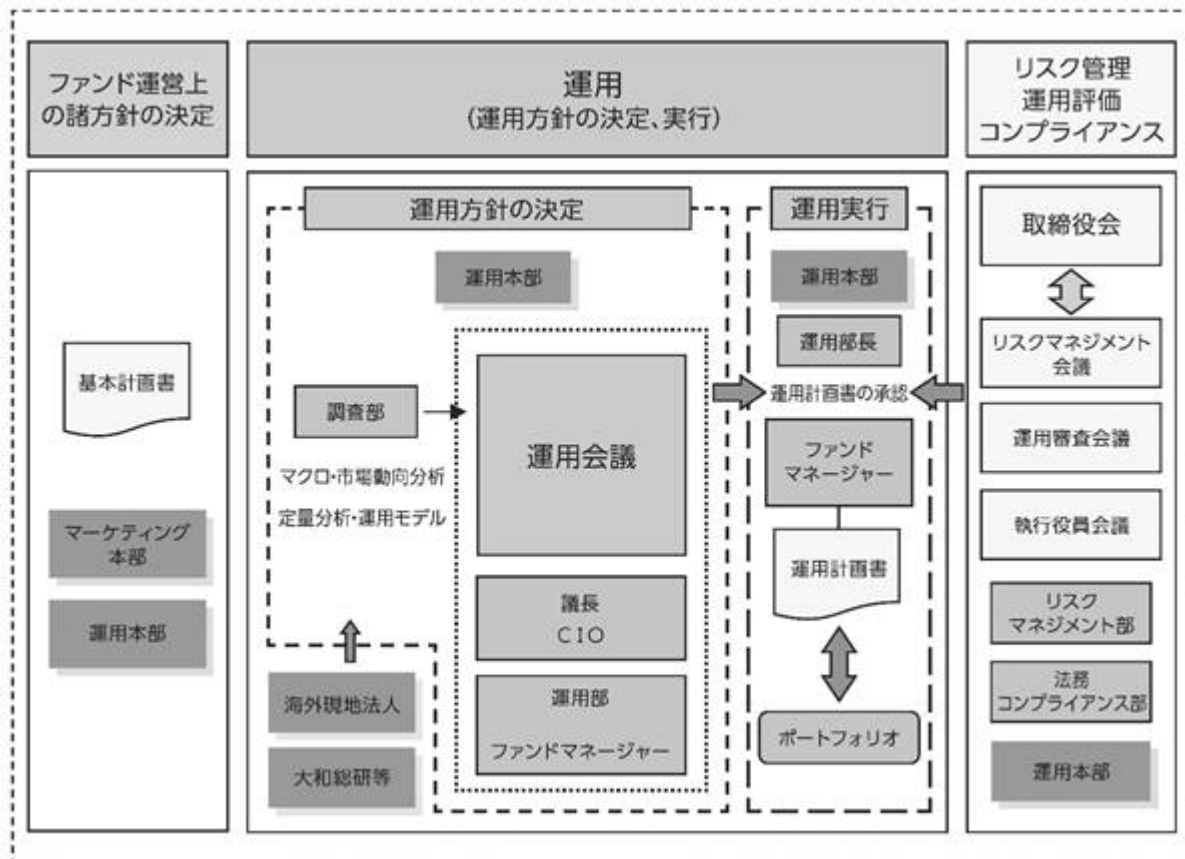 ファンド運営上
の諸方針の決定
運用
(運用方針の決定、実行)
リスク管理
運用評価
コンプライアンス
基本計画書
マーケティング
本部
運用本部
運用方針の決定
運用本部
調査部
マクロ・市場動向分析
定量分析・運用モデル
運用会議
議長
CIO
運用部
ファンドマネージャー
海外現地法人
大和総研等
運用実行
運用本部
運用部長
運用計画書の承認
ファンド
マネージャー
運用計画書
ポートフォリオ
取締役会
リスクマネジメント
会議
運用審査会議
執行役員会議
リスク
マネジメント部
法務
コンプライアンス部
運用本部